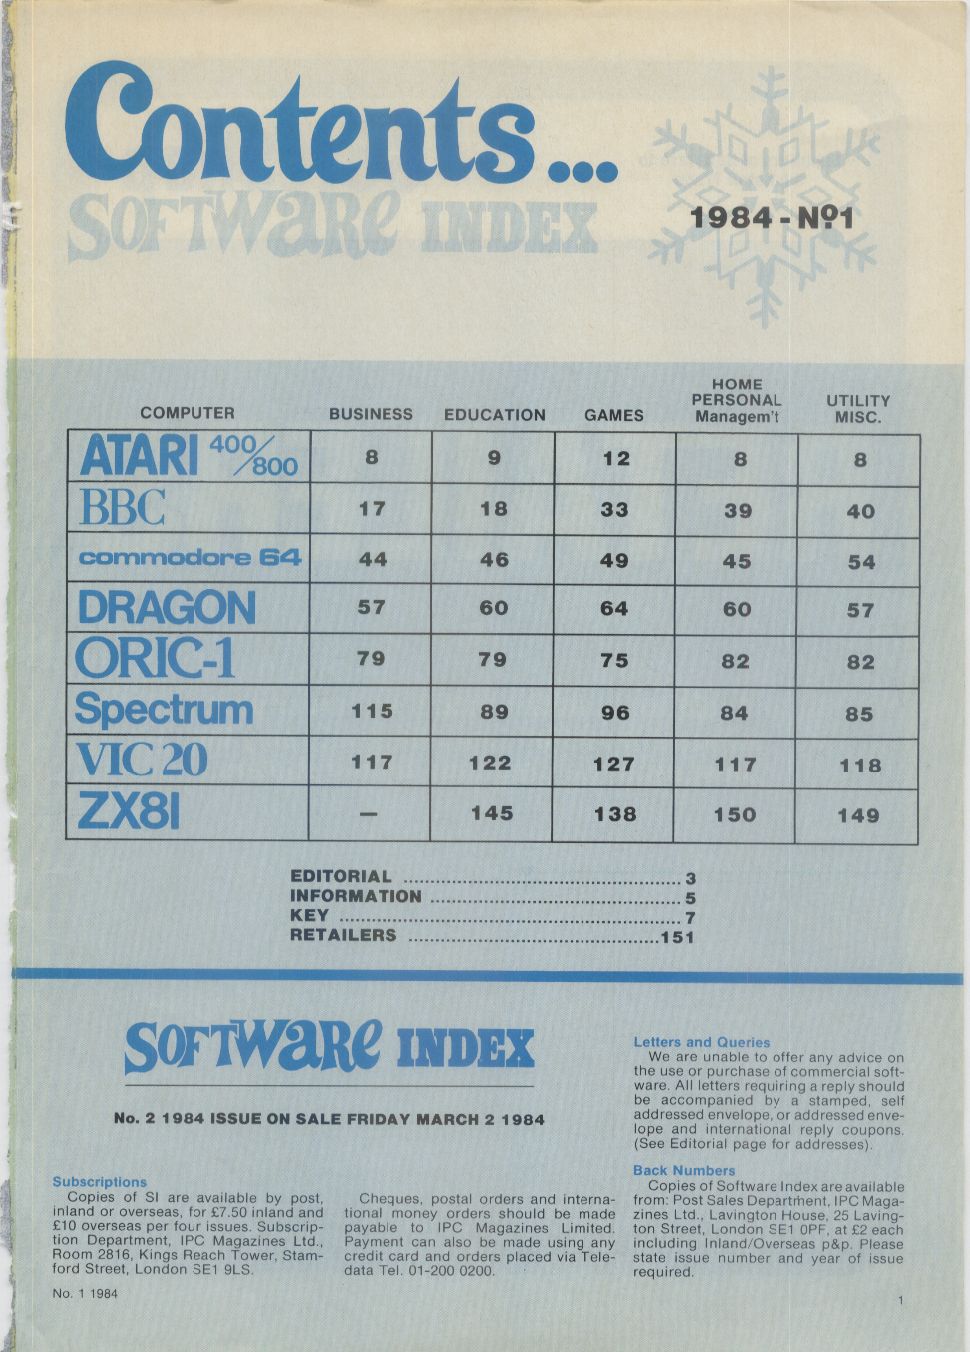 Contents...
SOFTWARE INDEX
1984 - Nº1
COMPUTER BUSINESS EDUCATION GAMES HOME PERSONAL Managem't UTILITY MISC.
ATARI 400/800 8 9 12 8 8
BBC 17 18 33 39 40
commodore 64 44 46 49 45 54
DRAGON 57 60 64 60 57
ORIC-1 79 79 75 82 82
Spectrum 115 89 96 84 85
VIC 20 117 122 127 117 118
ZX81 — 145 138 150 149
EDITORIAL ........................ 3
INFORMATION ........................ 5
KEY ........................ 7
RETAILERS ........................ 151
SOFTWARE INDEX
No. 2 1984 ISSUE ON SALE FRIDAY MARCH 2 1984
Subscriptions
Copies of SI are available by post,
inland or overseas, for £7.50 inland and
£10 overseas per four issues. Subscrip-
tion Department, IPC Magazines Ltd.,
Room 2816, Kings Reach Tower, Stam-
ford Street, London SE1 9LS.
Cheques, postal orders and interna-
tional money orders should be made
payable to IPC Magazines Limited.
Payment can also be made using any
credit card and orders placed via Tele-
data Tel. 01-200 0200.
Letters and Queries
We are unable to offer any advice on
the use or purchase of commercial soft-
ware. All letters requiring a reply should
be accompanied by a stamped, self
addressed envelope, or addressed enve-
lope and international reply coupons.
(See Editorial page for addresses).
Back Numbers
Copies of Software Index are available
from: Post Sales Department, IPC Maga-
zines Ltd., Lavington House, 25 Laving-
ton Street, London SE1 0PF, at £2 each
including Inland/Overseas p&p. Please
state issue number and year of issue
required.
No. 1 1984
1